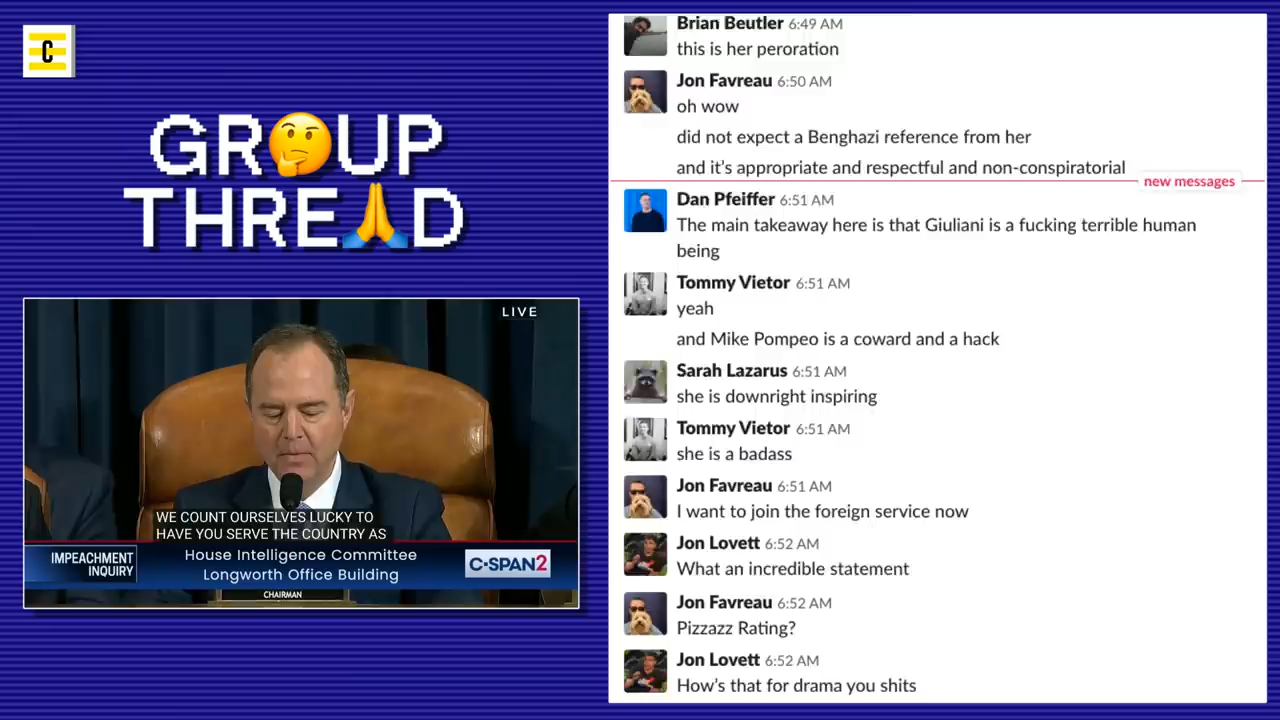 C
GR🤔UP
THRE🙏D
LIVE
WE COUNT OURSELVES LUCKY TO
HAVE YOU SERVE THE COUNTRY AS
IMPEACHMENT
INQUIRY
House Intelligence Committee
Longworth Office Building
C-SPAN2
CHAIRMAN
Brian Beutler 6:49 AM
this is her peroration
Jon Favreau 6:50 AM
oh wow
did not expect a Benghazi reference from her
and it's appropriate and respectful and non-conspiratorial
new messages
Dan Pfeiffer 6:51 AM
The main takeaway here is that Giuliani is a fucking terrible human
being
Tommy Vietor 6:51 AM
yeah
and Mike Pompeo is a coward and a hack
Sarah Lazarus 6:51 AM
she is downright inspiring
Tommy Vietor 6:51 AM
she is a badass
Jon Favreau 6:51 AM
I want to join the foreign service now
Jon Lovett 6:52 AM
What an incredible statement
Jon Favreau 6:52 AM
Pizzazz Rating?
Jon Lovett 6:52 AM
How's that for drama you shits